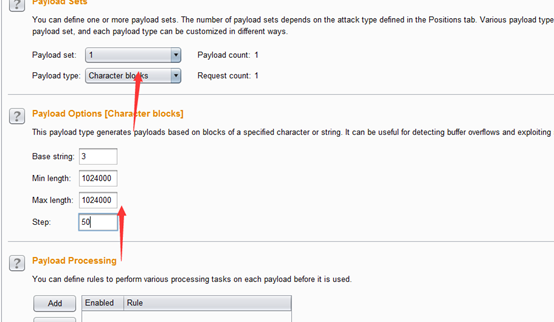 Payload Sets
You can define one or more payload sets. The number of payload sets depends on the attack type defined in the Positions tab. Various payload type
payload set, and each payload type can be customized in different ways.
Payload set: 1 Payload count: 1
Payload type: Character blocks Request count: 1
? Payload Options [Character blocks]
This payload type generates payloads based on blocks of a specified character or string. It can be useful for detecting buffer overflows and exploiting
Base string: 3
Min length: 1024000
Max length: 1024000
Step: 50
? Payload Processing
You can define rules to perform various processing tasks on each payload before it is used.
Add Enabled Rule